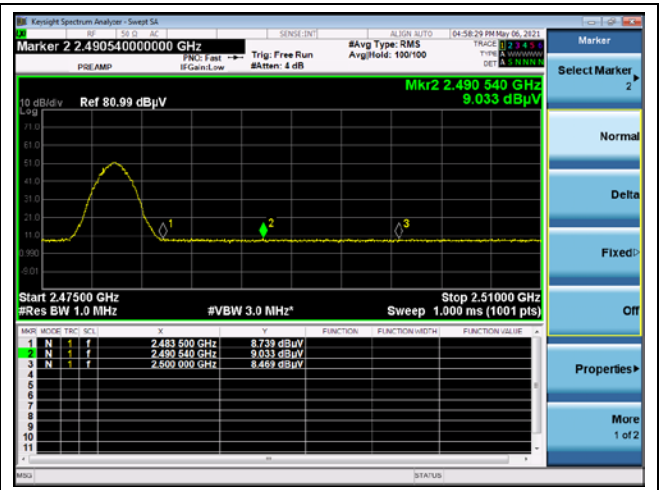 Keysight Spectrum Analyzer - Swept SA
RF 50 Ω AC SENSE:INT ALIGN AUTO 04:58:29 PM May 06, 2021
Marker 2 2.490540000000 GHz
PREAMP
PNO: Fast
IFGain:Low
Trig: Free Run
#Atten: 4 dB
#Avg Type: RMS
Avg|Hold: 100/100
TRACE 1 2 3 4 5 6
TYPE A WWWWW
DET A S N N N N
Mkr2 2.490 540 GHz
9.033 dBµV
10 dB/div Ref 80.99 dBµV
Log
71.0
61.0
51.0
41.0
31.0
21.0
11.0
0.990
-9.01
1
2
3
Start 2.47500 GHz
Stop 2.51000 GHz
#Res BW 1.0 MHz
#VBW 3.0 MHz*
Sweep 1.000 ms (1001 pts)
MKR MODE TRC SCL X Y FUNCTION FUNCTION WIDTH FUNCTION VALUE
1 N 1 f 2.483 500 GHz 8.739 dBµV
2 N 1 f 2.490 540 GHz 9.033 dBµV
3 N 1 f 2.500 000 GHz 8.469 dBµV
4
5
6
7
8
9
10
11
MSG
STATUS
Marker
Select Marker
2
Normal
Delta
Fixed
Off
Properties
More
1 of 2